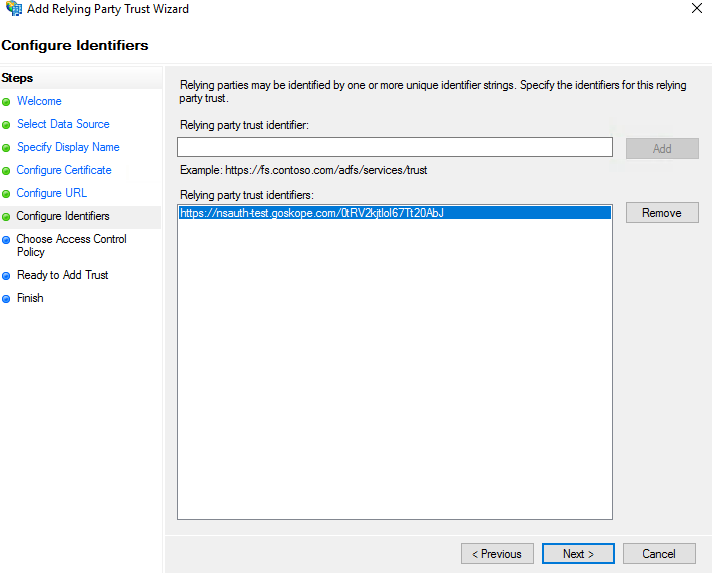 Add Relying Party Trust Wizard
Configure Identifiers
Steps
Welcome
Select Data Source
Specify Display Name
Configure Certificate
Configure URL
Configure Identifiers
Choose Access Control
Policy
Ready to Add Trust
Finish
Relying parties may be identified by one or more unique identifier strings. Specify the identifiers for this relying
party trust.
Relying party trust identifier:
Add
Example: https://fs.contoso.com/adfs/services/trust
Relying party trust identifiers:
https://nsauth-test.goskope.com/0tRV2kjtlol67Tt20AbJ
Remove
< Previous
Next >
Cancel